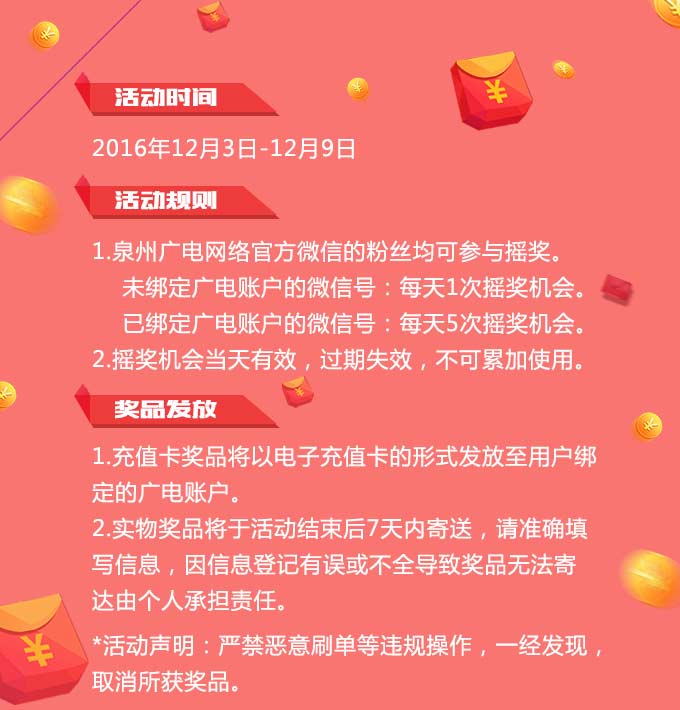 活动时间
2016年12月3日-12月9日
活动规则
1.泉州广电网络官方微信的粉丝均可参与摇奖。
未绑定广电账户的微信号：每天1次摇奖机会。
已绑定广电账户的微信号：每天5次摇奖机会。
2.摇奖机会当天有效，过期失效，不可累加使用。
奖品发放
1.充值卡奖品将以电子充值卡的形式发放至用户绑
定的广电账户。
2.实物奖品将于活动结束后7天内寄送，请准确填
写信息，因信息登记有误或不全导致奖品无法寄
达由个人承担责任。
*活动声明：严禁恶意刷单等违规操作，一经发现，
取消所获奖品。